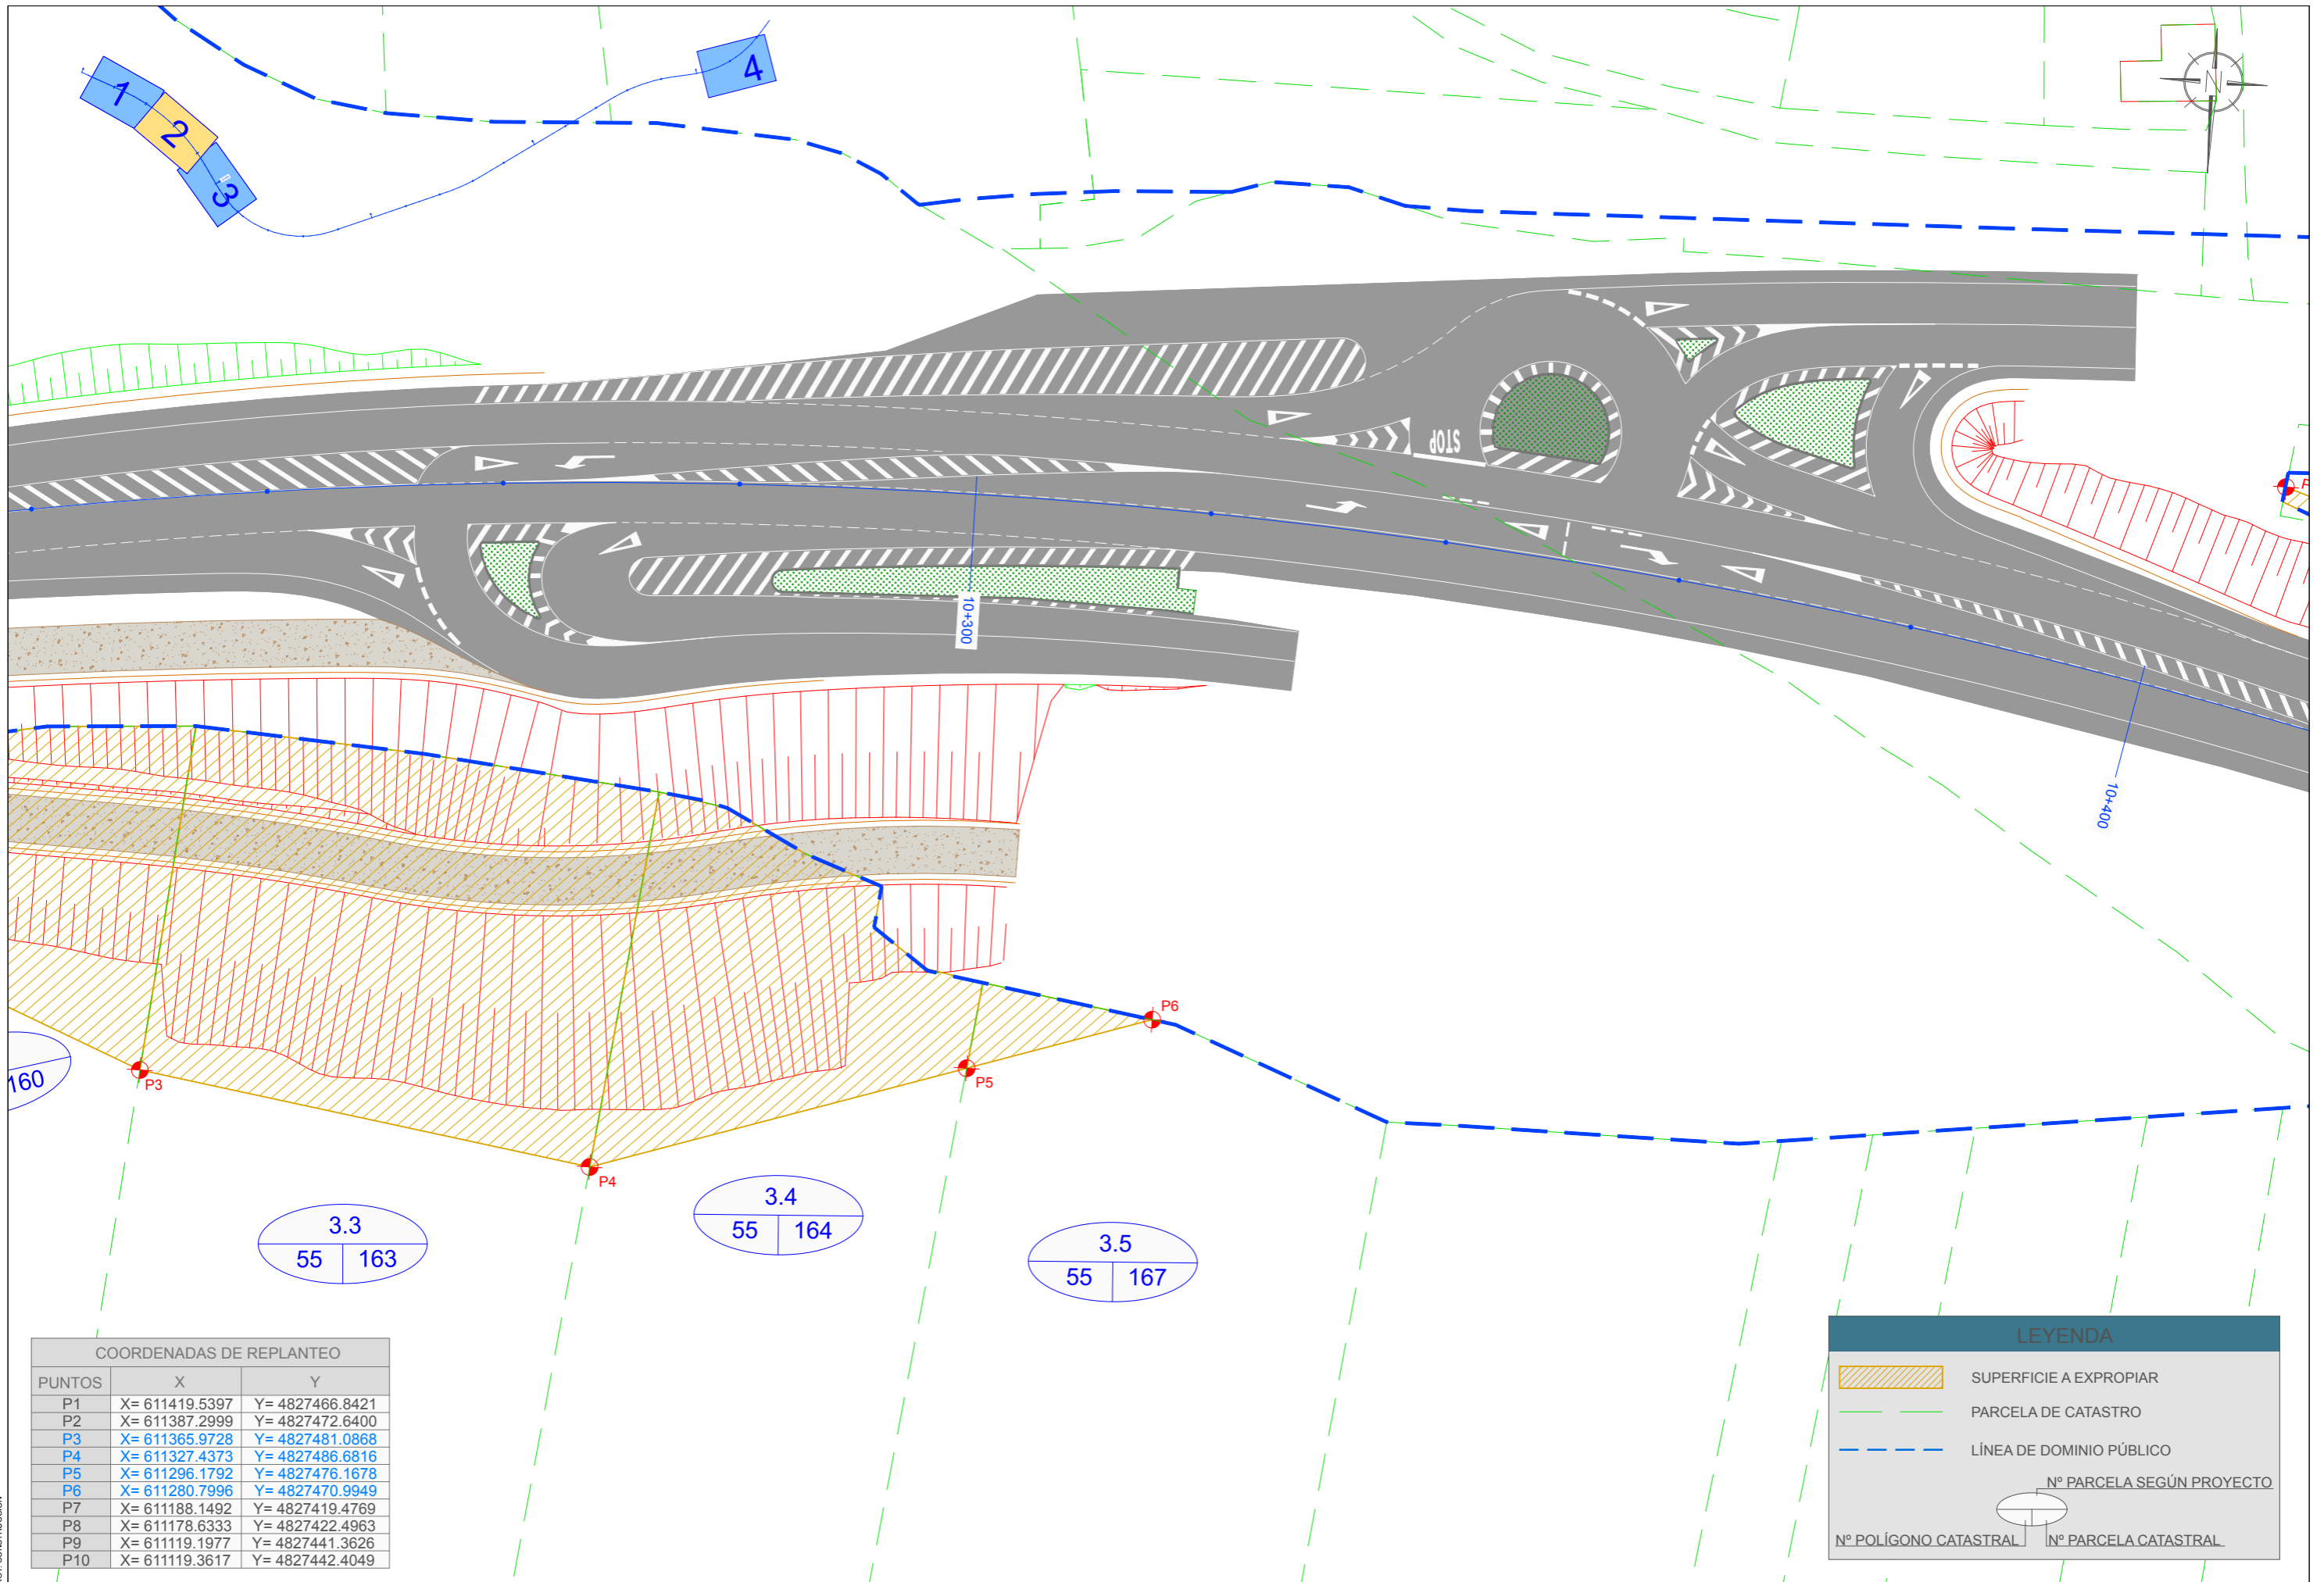 1
2
3
4
N
STOP
10+300
10+400
P6
P5
P3
P4
160
3.3
55 163
3.4
55 164
3.5
55 167
COORDENADAS DE REPLANTEO
PUNTOS X Y
P1 X= 611419.5397 Y= 4827466.8421
P2 X= 611387.2999 Y= 4827472.6400
P3 X= 611365.9728 Y= 4827481.0868
P4 X= 611327.4373 Y= 4827486.6816
P5 X= 611296.1792 Y= 4827476.1678
P6 X= 611280.7996 Y= 4827470.9949
P7 X= 611188.1492 Y= 4827419.4769
P8 X= 611178.6333 Y= 4827422.4963
P9 X= 611119.1977 Y= 4827441.3626
P10 X= 611119.3617 Y= 4827442.4049
LEYENDA
SUPERFICIE A EXPROPIAR
PARCELA DE CATASTRO
LÍNEA DE DOMINIO PÚBLICO
Nº PARCELA SEGÚN PROYECTO
Nº POLÍGONO CATASTRAL Nº PARCELA CATASTRAL